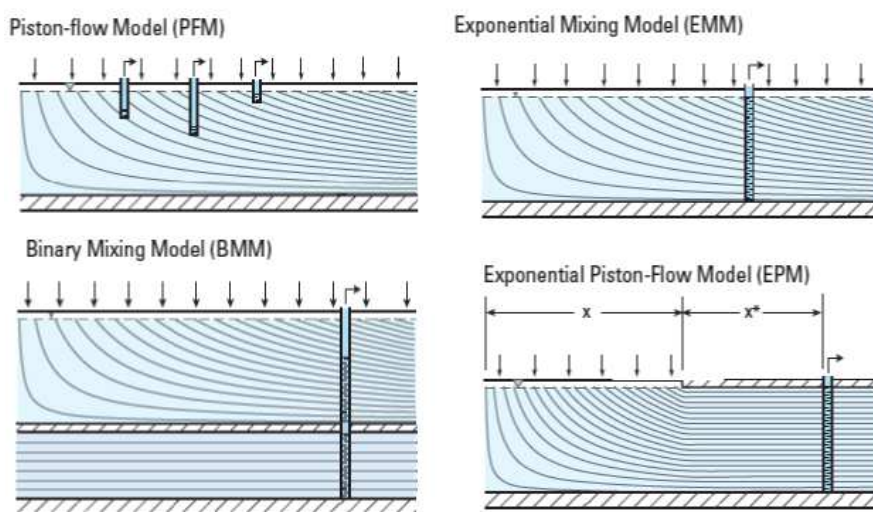 Piston-flow Model (PFM)
Exponential Mixing Model (EMM)
Binary Mixing Model (BMM)
Exponential Piston-Flow Model (EPM)
x
x*